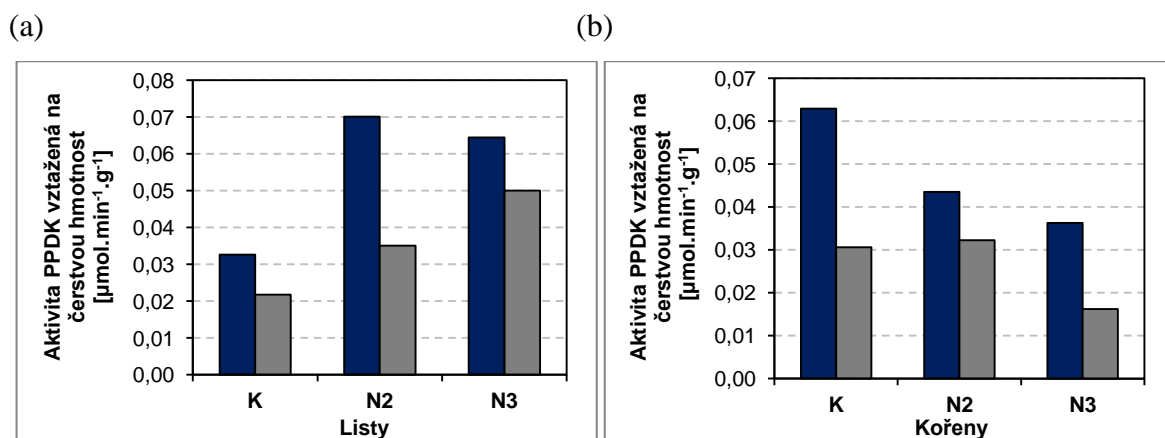 (a)
(b)
Aktivita PPDK vztažená na
čerstvou hmotnost
[µmol.min⁻¹.g⁻¹]
0,08
0,07
0,06
0,05
0,04
0,03
0,02
0,01
0,00
K N2 N3
Listy
Aktivita PPDK vztažená na
čerstvou hmotnost
[µmol.min⁻¹.g⁻¹]
0,07
0,06
0,05
0,04
0,03
0,02
0,01
0,00
K N2 N3
Kořeny